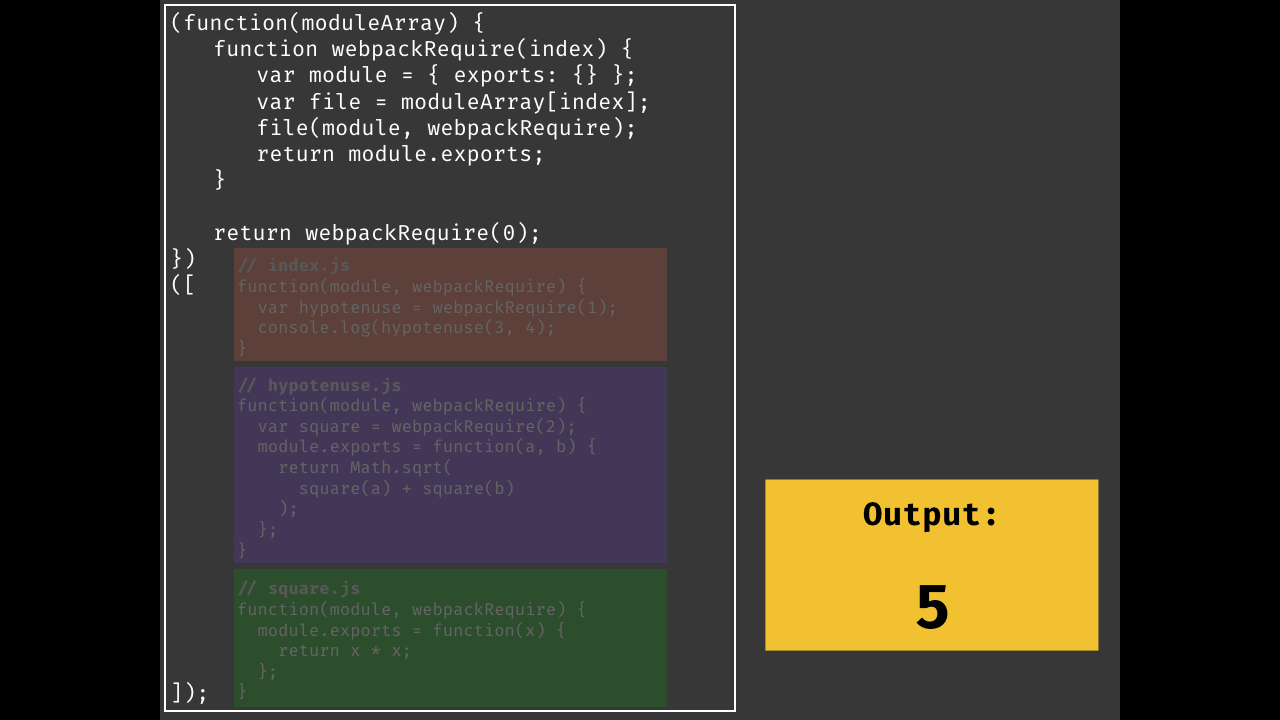 (function(moduleArray) {
function webpackRequire(index) {
var module = { exports: {} };
var file = moduleArray[index];
file(module, webpackRequire);
return module.exports;
}
return webpackRequire(0);
})
([
// index.js
function(module, webpackRequire) {
var hypotenuse = webpackRequire(1);
console.log(hypotenuse(3, 4);
}
// hypotenuse.js
function(module, webpackRequire) {
var square = webpackRequire(2);
module.exports = function(a, b) {
return Math.sqrt(
square(a) + square(b)
);
};
}
// square.js
function(module, webpackRequire) {
module.exports = function(x) {
return x * x;
};
}
]);
Output:
5